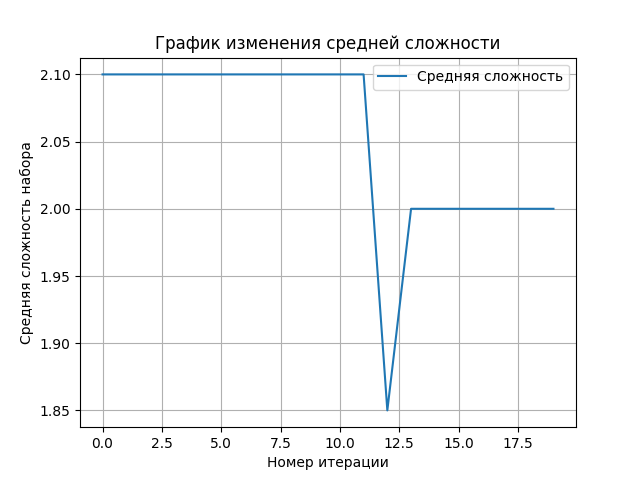 График изменения средней сложности
Средняя сложность
Средняя сложность набора
2.10
2.05
2.00
1.95
1.90
1.85
0.0 2.5 5.0 7.5 10.0 12.5 15.0 17.5
Номер итерации